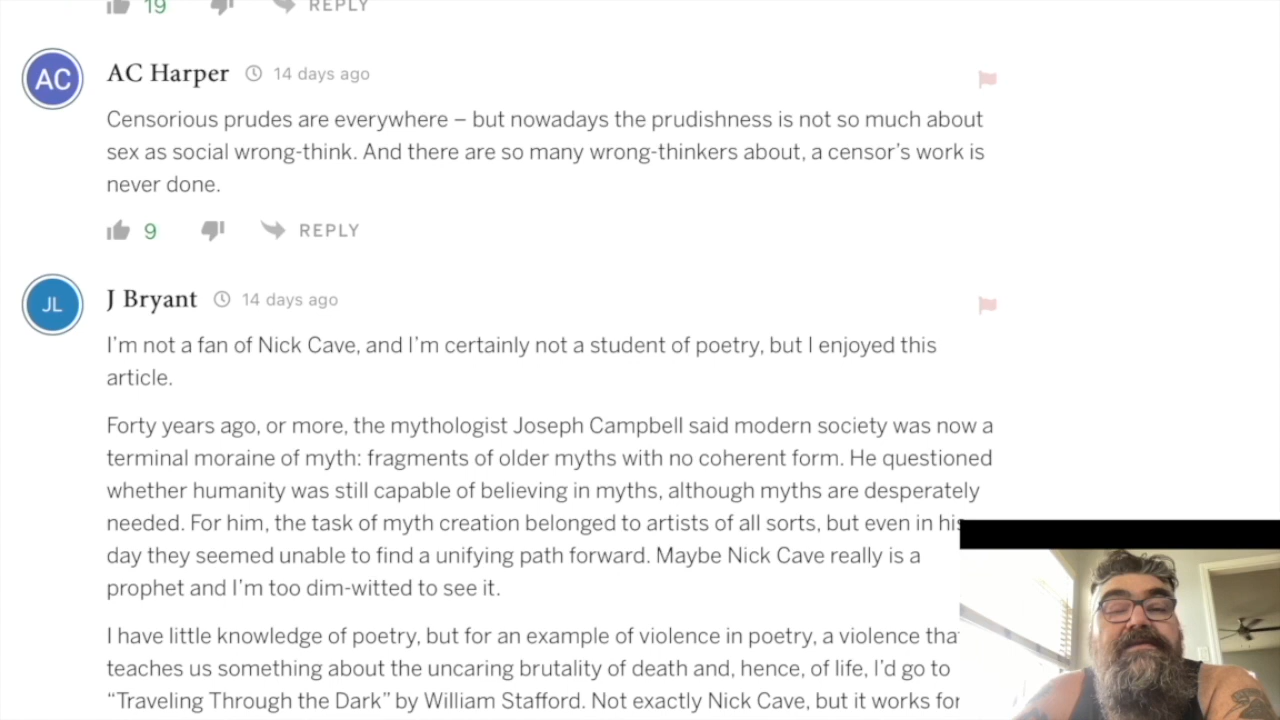 19 REPLY
AC AC Harper 14 days ago
Censorious prudes are everywhere – but nowadays the prudishness is not so much about
sex as social wrong-think. And there are so many wrong-thinkers about, a censor’s work is
never done.
9 REPLY
JL J Bryant 14 days ago
I’m not a fan of Nick Cave, and I’m certainly not a student of poetry, but I enjoyed this
article.
Forty years ago, or more, the mythologist Joseph Campbell said modern society was now a
terminal moraine of myth: fragments of older myths with no coherent form. He questioned
whether humanity was still capable of believing in myths, although myths are desperately
needed. For him, the task of myth creation belonged to artists of all sorts, but even in his
day they seemed unable to find a unifying path forward. Maybe Nick Cave really is a
prophet and I’m too dim-witted to see it.
I have little knowledge of poetry, but for an example of violence in poetry, a violence that
teaches us something about the uncaring brutality of death and, hence, of life, I’d go to
“Traveling Through the Dark” by William Stafford. Not exactly Nick Cave, but it works for